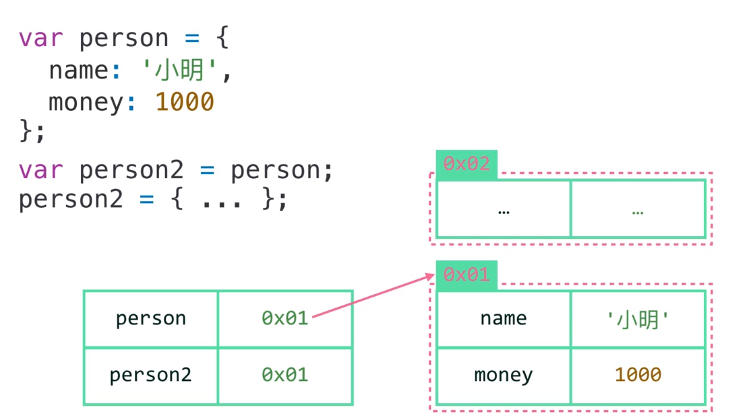 var person = {
  name: '小明',
  money: 1000
};
var person2 = person;
person2 = { ... };
0x02
… …
0x01
person 0x01
name '小明'
person2 0x01
money 1000